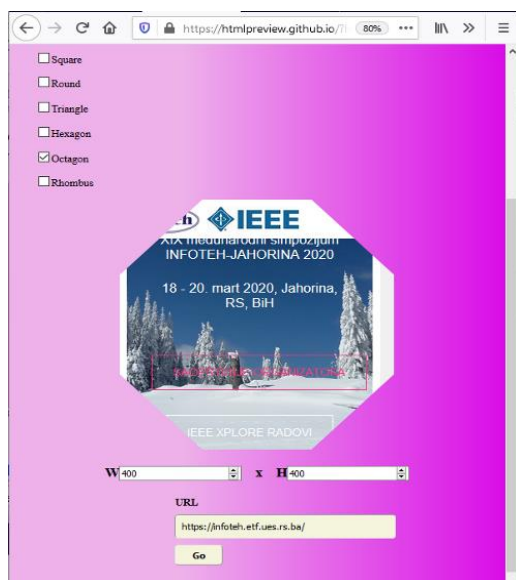 https://htmlpreview.github.io/
80%
Square
Round
Triangle
Hexagon
Octagon
Rhombus
IEEE
XIX međunarodni simpozijum
INFOTEH-JAHORINA 2020
18 - 20. mart 2020, Jahorina,
RS, BiH
IEEE XPLORE RADOVI
W 400 x H 400
URL
https://infoteh.etf.ues.rs.ba/
Go